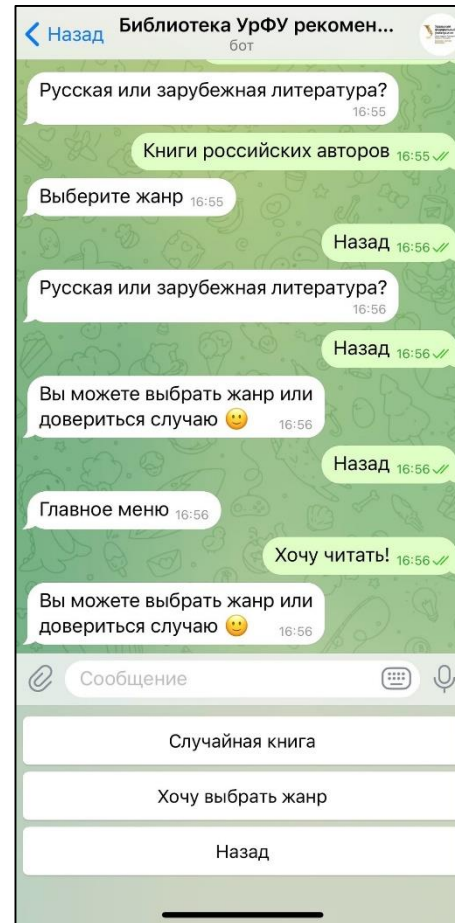 Назад
Библиотека УрФУ рекомен...
бот
Русская или зарубежная литература?
16:55
Книги российских авторов 16:55
Выберите жанр 16:55
Назад 16:56
Русская или зарубежная литература?
16:56
Назад 16:56
Вы можете выбрать жанр или
довериться случаю 🙂 16:56
Назад 16:56
Главное меню 16:56
Хочу читать! 16:56
Вы можете выбрать жанр или
довериться случаю 🙂 16:56
Сообщение
Случайная книга
Хочу выбрать жанр
Назад